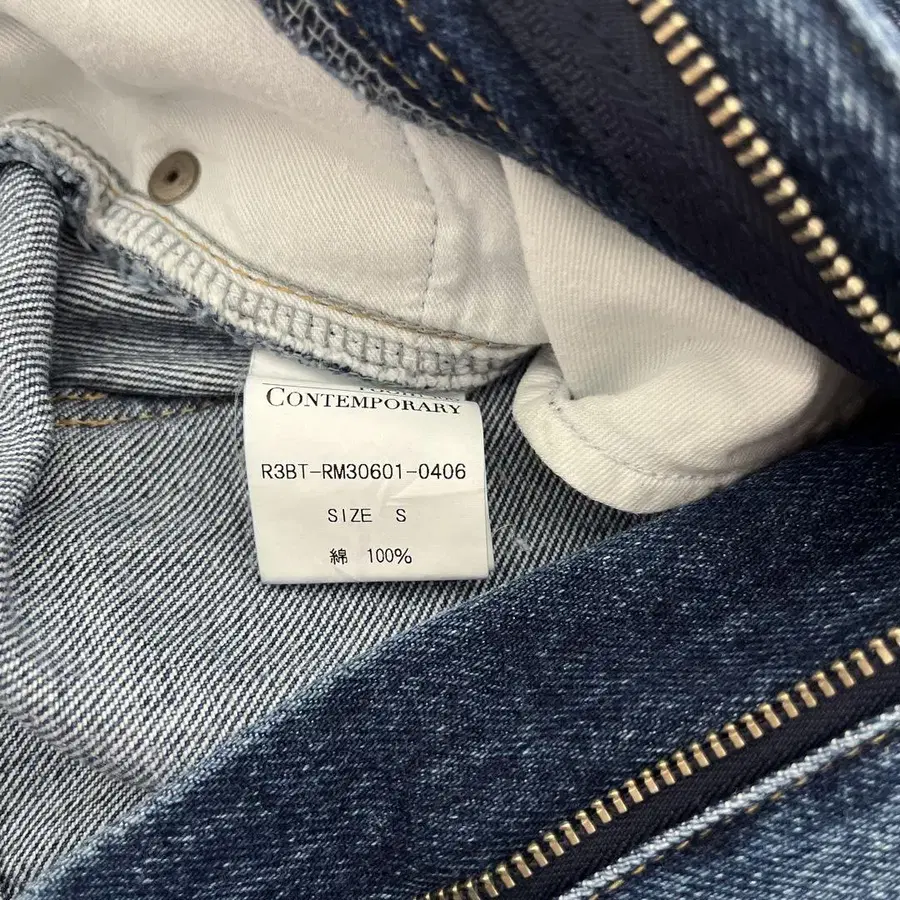 CONTEMPORARY
R3BT-RM30601-0406
SIZE S
綿 100%